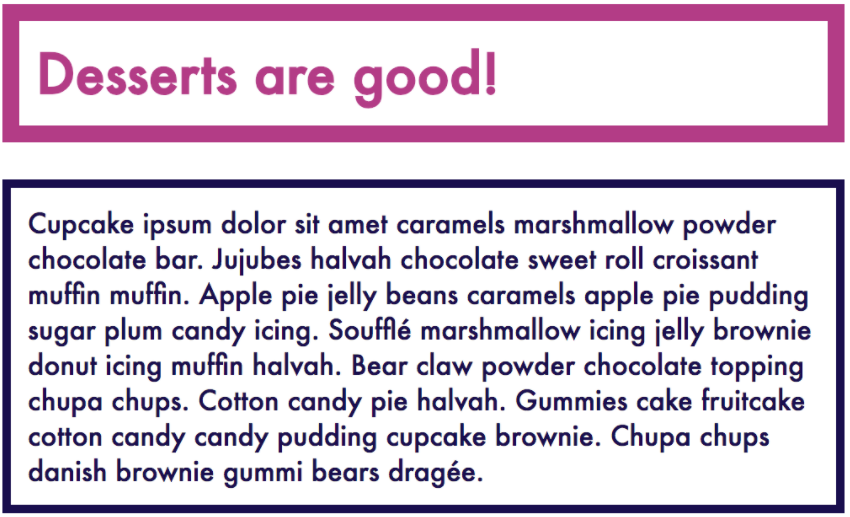 Desserts are good!
Cupcake ipsum dolor sit amet caramels marshmallow powder
chocolate bar. Jujubes halvah chocolate sweet roll croissant
muffin muffin. Apple pie jelly beans caramels apple pie pudding
sugar plum candy icing. Soufflé marshmallow icing jelly brownie
donut icing muffin halvah. Bear claw powder chocolate topping
chupa chups. Cotton candy pie halvah. Gummies cake fruitcake
cotton candy candy pudding cupcake brownie. Chupa chups
danish brownie gummi bears dragée.